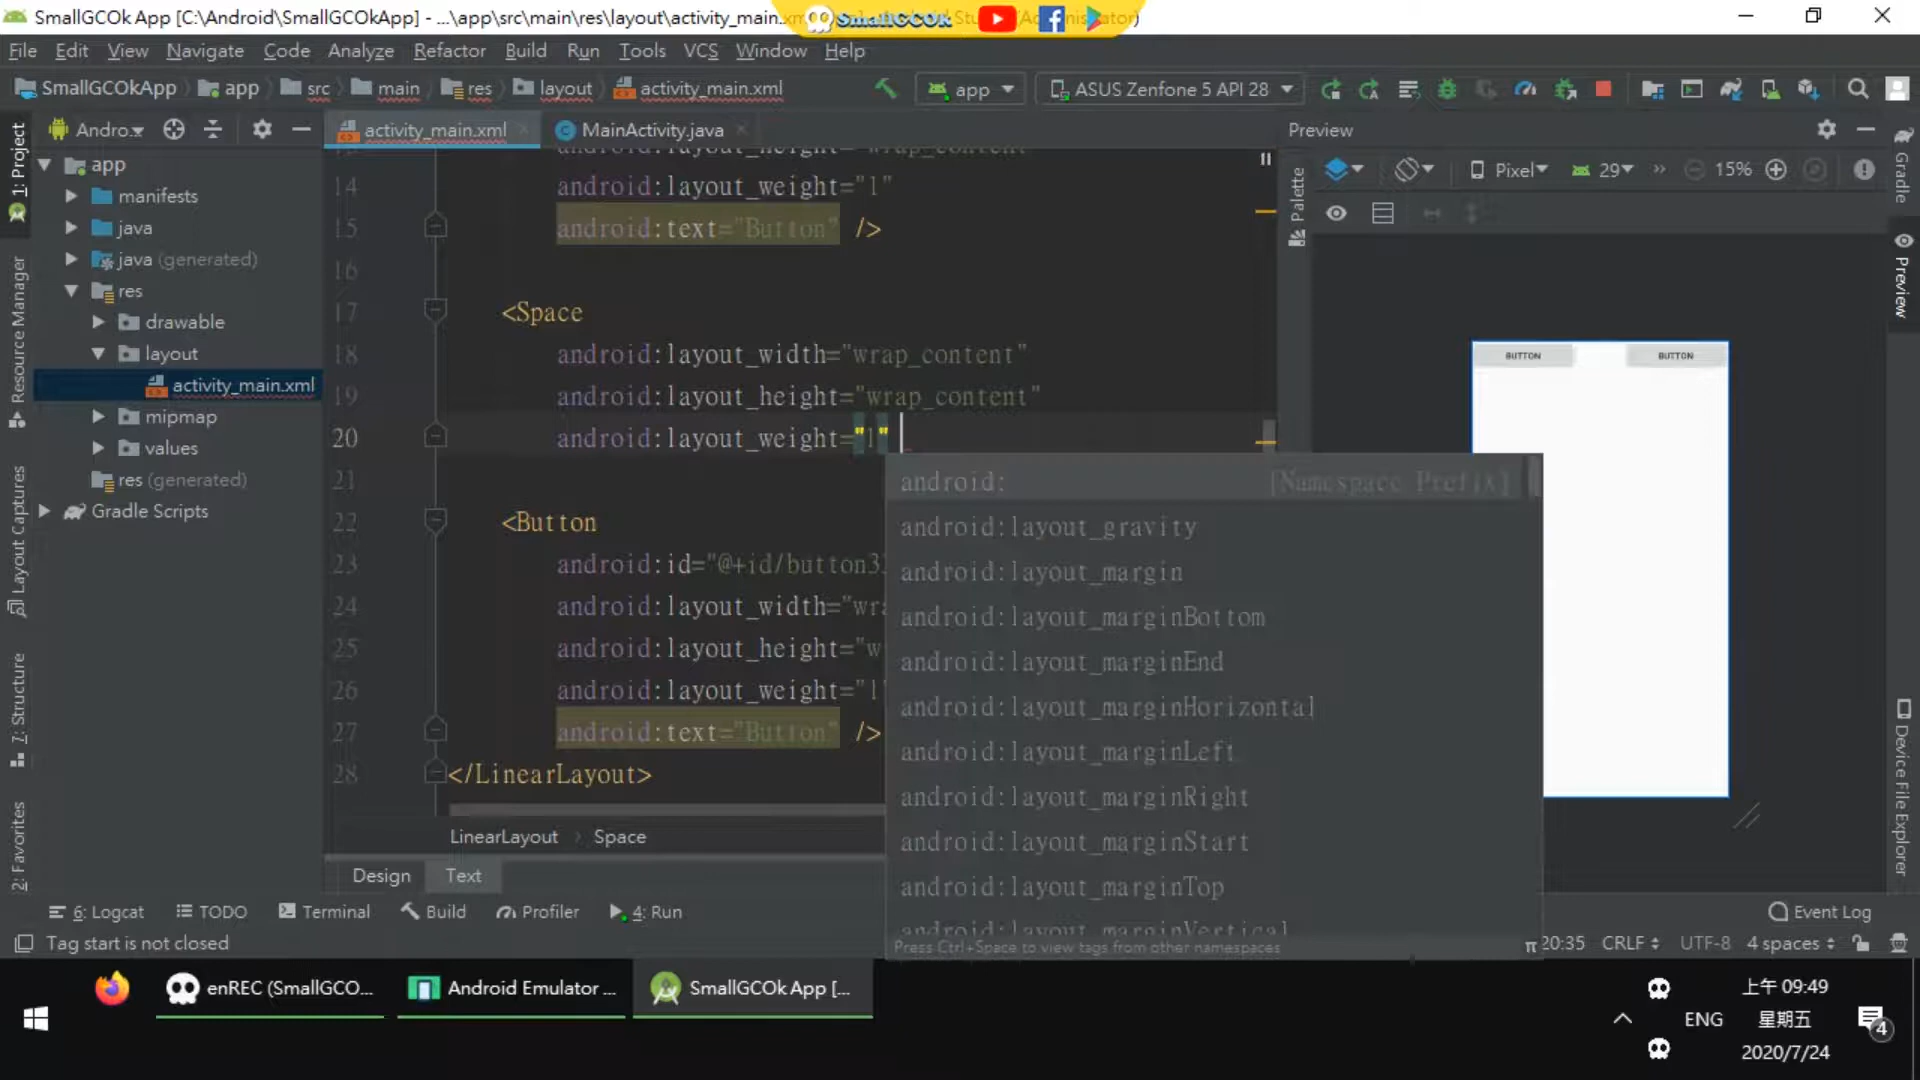 SmallGCOk App [C:\Android\SmallGCOkApp] - ...\app\src\main\res\layout\activity_main.xml
SmallGCOk
File Edit View Navigate Code Analyze Refactor Build Run Tools VCS Window Help
SmallGCOkApp app src main res layout activity_main.xml app ASUS Zenfone 5 API 28
Andro... activity_main.xml MainActivity.java Preview
Pixel 29 » 15%
1: Project
Resource Manager
Layout Captures
7: Structure
2: Favorites
app
manifests
java
java (generated)
res
drawable
layout
activity_main.xml
mipmap
values
res (generated)
Gradle Scripts
14 android:layout_weight="1"
15 android:text="Button" />
16
17 <Space
18 android:layout_width="wrap_content"
19 android:layout_height="wrap_content"
20 android:layout_weight="1"
21
22 <Button
23 android:id="@+id/button33
24 android:layout_width="wra
25 android:layout_height="w
26 android:layout_weight="1"
27 android:text="Button" />
28 </LinearLayout>
android: [Namespace Prefix]
android:layout_gravity
android:layout_margin
android:layout_marginBottom
android:layout_marginEnd
android:layout_marginHorizontal
android:layout_marginLeft
android:layout_marginRight
android:layout_marginStart
android:layout_marginTop
android:layout_marginVertical
Press Ctrl+Space to view tags from other namespaces
LinearLayout Space
Design Text
Palette
BUTTON BUTTON
Gradle
Preview
Device File Explorer
6: Logcat TODO Terminal Build Profiler 4: Run Event Log
Tag start is not closed 20:35 CRLF UTF-8 4 spaces
enREC (SmallGCO... Android Emulator ... SmallGCOk App [...
ENG
上午 09:49
星期五
2020/7/24
4